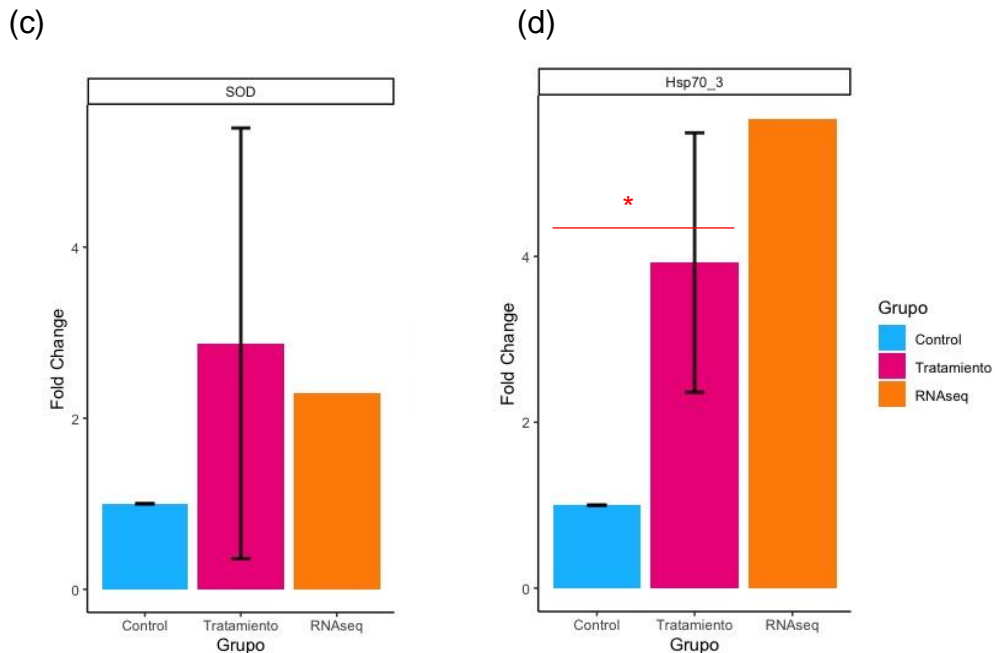 (c)
SOD
Fold Change
4
2
0
Control Tratamiento RNAseq
Grupo
(d)
Hsp70_3
*
Fold Change
4
2
0
Control Tratamiento RNAseq
Grupo
Grupo
Control
Tratamiento
RNAseq